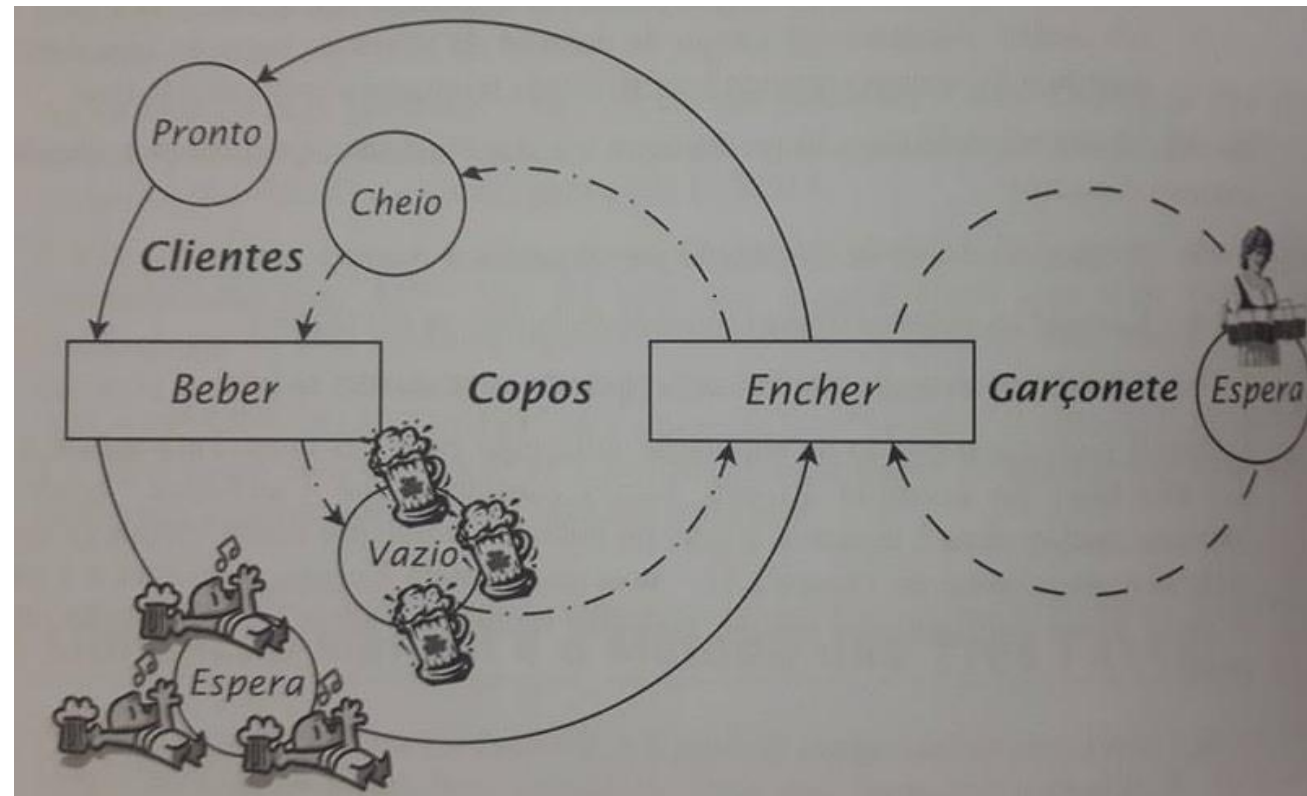 Pronto
Cheio
Clientes
Beber
Copos
Encher
Garçonete
Espera
Vazio
Espera